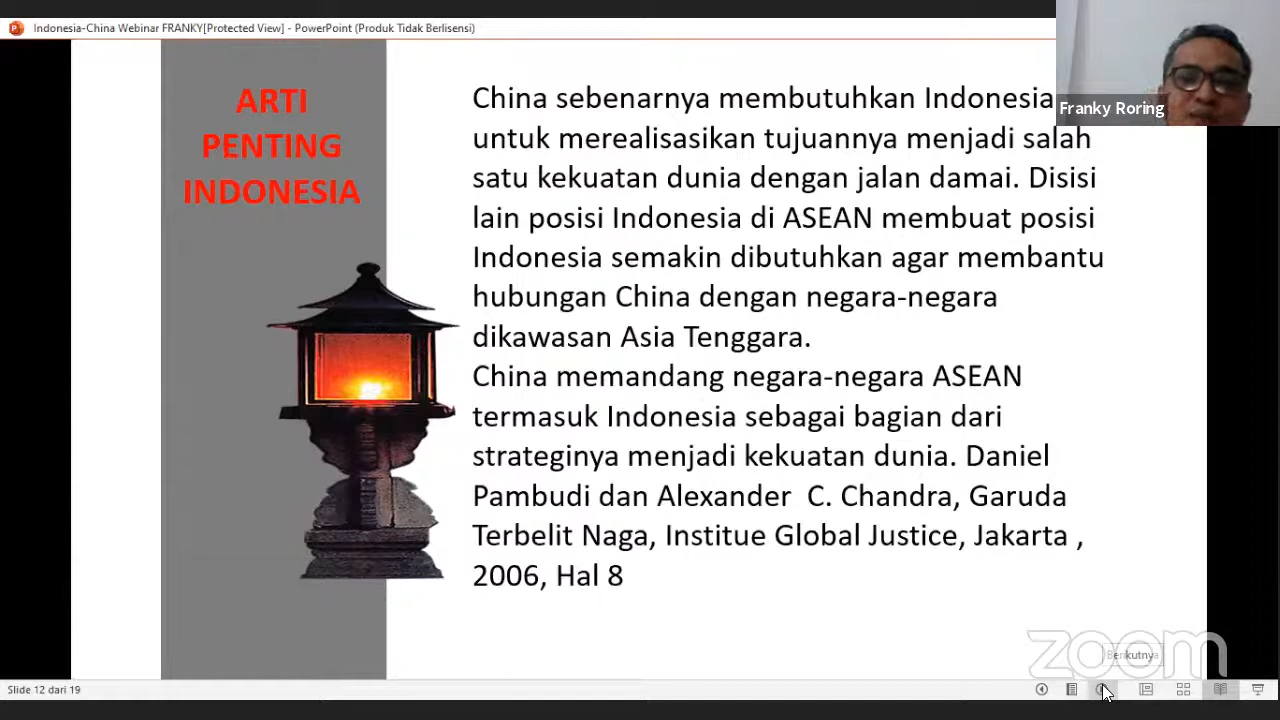 Indonesia-China Webinar FRANKY[Protected View] - PowerPoint (Produk Tidak Berlisensi)
Franky Roring
ARTI
PENTING
INDONESIA
China sebenarnya membutuhkan Indonesia
untuk merealisasikan tujuannya menjadi salah
satu kekuatan dunia dengan jalan damai. Disisi
lain posisi Indonesia di ASEAN membuat posisi
Indonesia semakin dibutuhkan agar membantu
hubungan China dengan negara-negara
dikawasan Asia Tenggara.
China memandang negara-negara ASEAN
termasuk Indonesia sebagai bagian dari
strateginya menjadi kekuatan dunia. Daniel
Pambudi dan Alexander C. Chandra, Garuda
Terbelit Naga, Institue Global Justice, Jakarta ,
2006, Hal 8
zoom
Berikutnya
Slide 12 dari 19